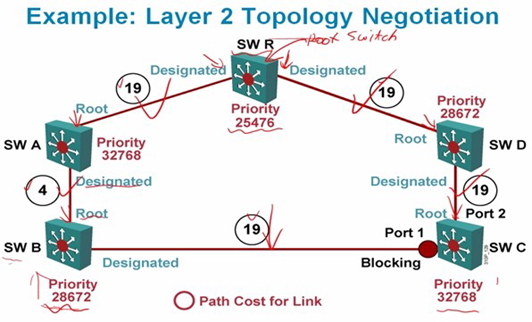 Example: Layer 2 Topology Negotiation
SW R
Root Switch
Designated
Designated
19
19
Priority
25476
Root
Root
Priority
28672
SW A
Priority
32768
SW D
4
Designated
Designated
19
Root
Root
Port 2
19
Port 1
SW B
SW C
Designated
Blocking
Priority
28672
Priority
32768
Path Cost for Link